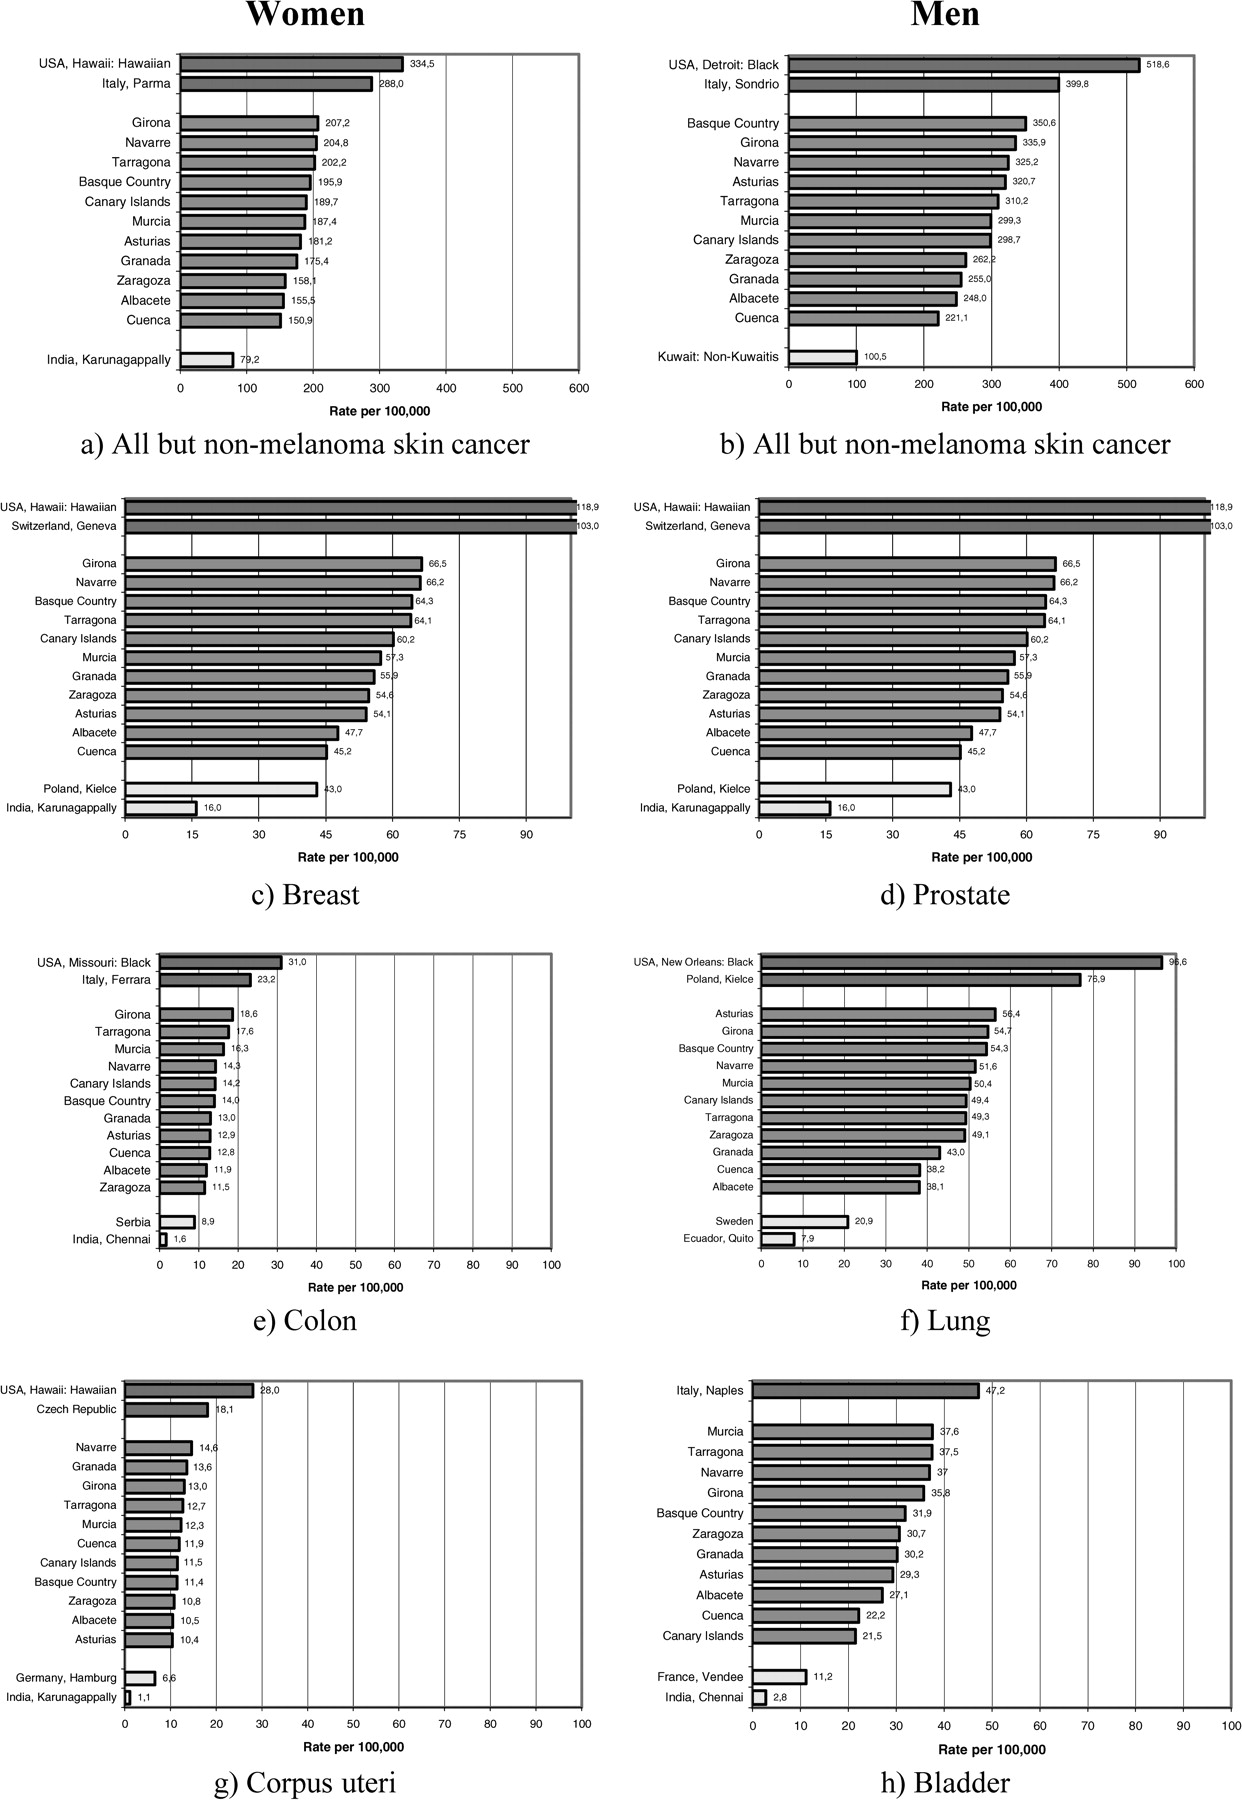 Women
USA, Hawaii: Hawaiian 334,5
Italy, Parma 288,0
Girona 207,2
Navarre 204,8
Tarragona 202,2
Basque Country 195,9
Canary Islands 189,7
Murcia 187,4
Asturias 181,2
Granada 175,4
Zaragoza 158,1
Albacete 155,5
Cuenca 150,9
India, Karunagappally 79,2
0 100 200 300 400 500 600
Rate per 100,000
a) All but non-melanoma skin cancer
Men
USA, Detroit: Black 518,6
Italy, Sondrio 399,8
Basque Country 350,6
Girona 335,9
Navarre 325,2
Asturias 320,7
Tarragona 310,2
Murcia 299,3
Canary Islands 298,7
Zaragoza 262,2
Granada 255,0
Albacete 248,0
Cuenca 221,1
Kuwait: Non-Kuwaitis 100,5
0 100 200 300 400 500 600
Rate per 100,000
b) All but non-melanoma skin cancer
USA, Hawaii: Hawaiian 118,9
Switzerland, Geneva 103,0
Girona 66,5
Navarre 66,2
Basque Country 64,3
Tarragona 64,1
Canary Islands 60,2
Murcia 57,3
Granada 55,9
Zaragoza 54,6
Asturias 54,1
Albacete 47,7
Cuenca 45,2
Poland, Kielce 43,0
India, Karunagappally 16,0
0 15 30 45 60 75 90
Rate per 100,000
c) Breast
USA, Hawaii: Hawaiian 118,9
Switzerland, Geneva 103,0
Girona 66,5
Navarre 66,2
Basque Country 64,3
Tarragona 64,1
Canary Islands 60,2
Murcia 57,3
Granada 55,9
Zaragoza 54,6
Asturias 54,1
Albacete 47,7
Cuenca 45,2
Poland, Kielce 43,0
India, Karunagappally 16,0
0 15 30 45 60 75 90
Rate per 100,000
d) Prostate
USA, Missouri: Black 31,0
Italy, Ferrara 23,2
Girona 18,6
Tarragona 17,6
Murcia 16,3
Navarre 14,3
Canary Islands 14,2
Basque Country 14,0
Granada 13,0
Asturias 12,9
Cuenca 12,8
Albacete 11,9
Zaragoza 11,5
Serbia 8,9
India, Chennai 1,6
0 10 20 30 40 50 60 70 80 90 100
Rate per 100,000
e) Colon
USA, New Orleans: Black 96,6
Poland, Kielce 76,9
Asturias 56,4
Girona 54,7
Basque Country 54,3
Navarre 51,6
Murcia 50,4
Canary Islands 49,4
Tarragona 49,3
Zaragoza 49,1
Granada 43,0
Cuenca 38,2
Albacete 38,1
Sweden 20,9
Ecuador, Quito 7,9
0 10 20 30 40 50 60 70 80 90 100
Rate per 100,000
f) Lung
USA, Hawaii: Hawaiian 28,0
Czech Republic 18,1
Navarre 14,6
Granada 13,6
Girona 13,0
Tarragona 12,7
Murcia 12,3
Cuenca 11,9
Canary Islands 11,5
Basque Country 11,4
Zaragoza 10,8
Albacete 10,5
Asturias 10,4
Germany, Hamburg 6,6
India, Karunagappally 1,1
0 10 20 30 40 50 60 70 80 90 100
Rate per 100,000
g) Corpus uteri
Italy, Naples 47,2
Murcia 37,6
Tarragona 37,5
Navarre 37
Girona 35,8
Basque Country 31,9
Zaragoza 30,7
Granada 30,2
Asturias 29,3
Albacete 27,1
Cuenca 22,2
Canary Islands 21,5
France, Vendee 11,2
India, Chennai 2,8
0 10 20 30 40 50 60 70 80 90 100
Rate per 100,000
h) Bladder